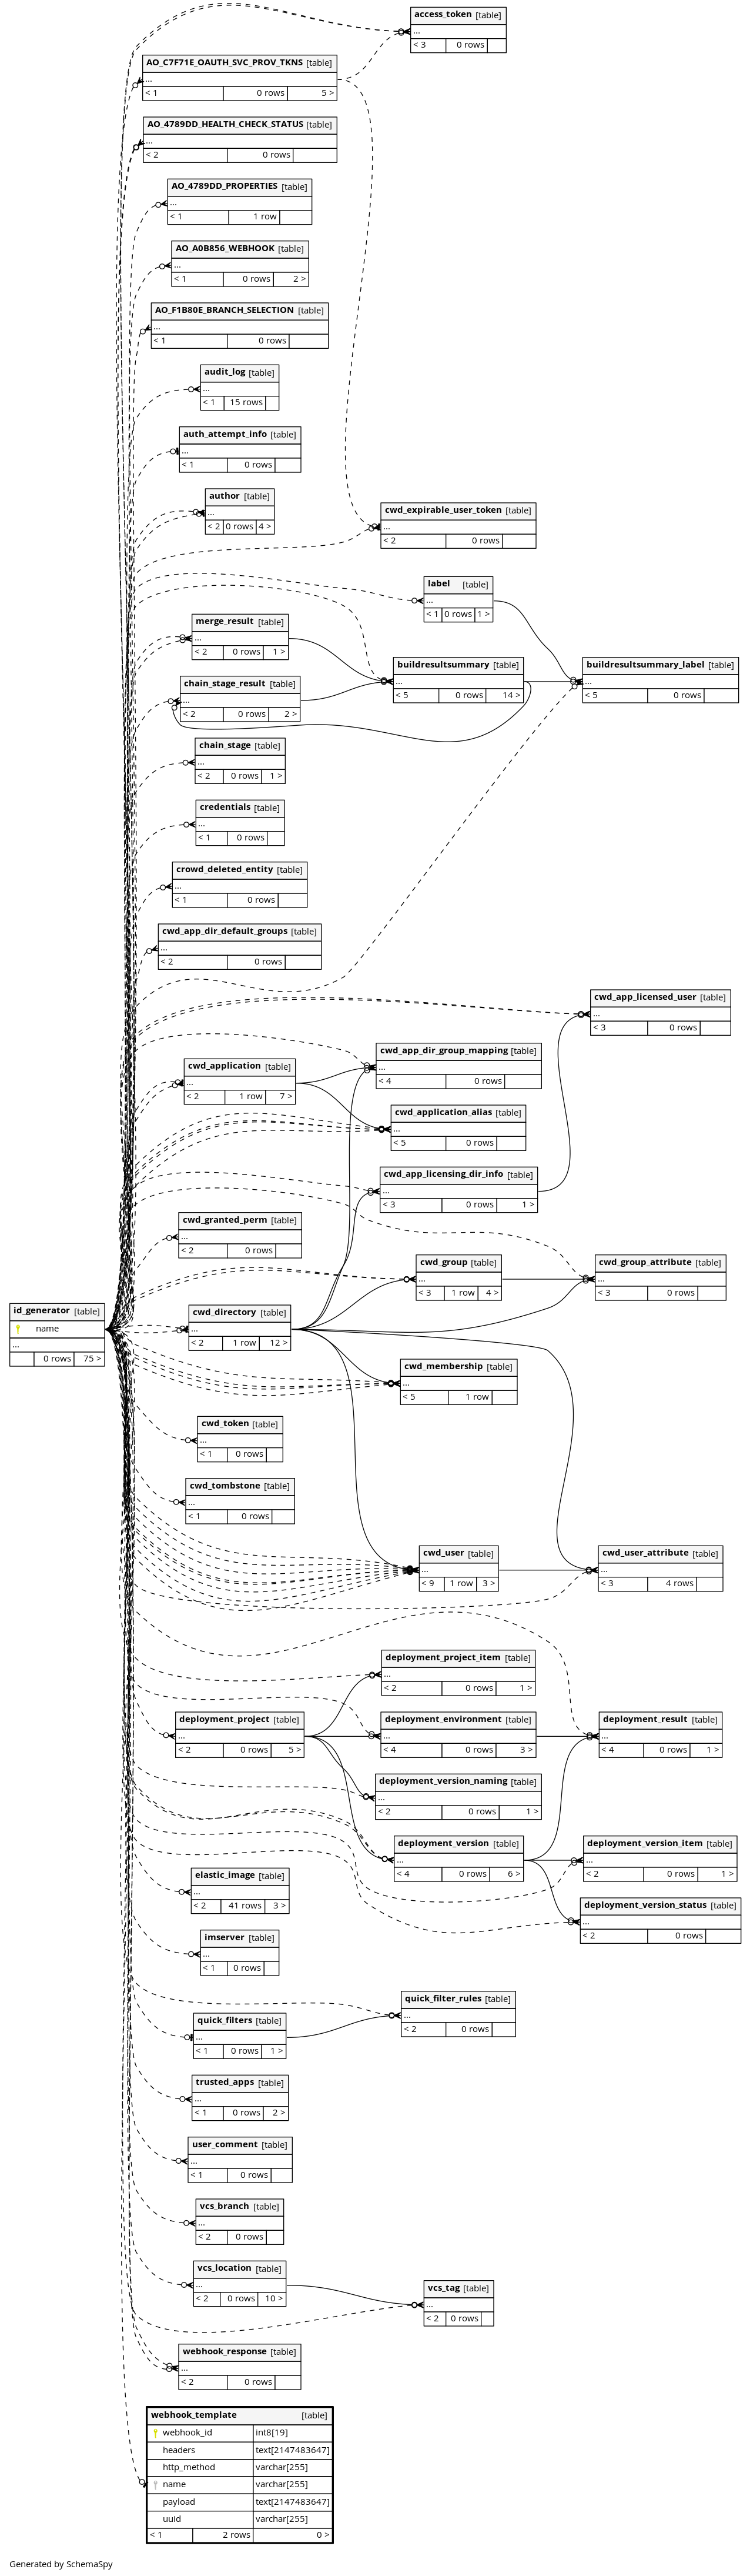 access_token [table]
...
< 3 0 rows
AO_C7F71E_OAUTH_SVC_PROV_TKNS [table]
...
< 1 0 rows 5 >
AO_4789DD_HEALTH_CHECK_STATUS [table]
...
< 2 0 rows
AO_4789DD_PROPERTIES [table]
...
< 1 1 row
AO_A0B856_WEBHOOK [table]
...
< 1 0 rows 2 >
AO_F1B80E_BRANCH_SELECTION [table]
...
< 1 0 rows
audit_log [table]
...
< 1 15 rows
auth_attempt_info [table]
...
< 1 0 rows
author [table]
...
< 2 0 rows 4 >
cwd_expirable_user_token [table]
...
< 2 0 rows
label [table]
...
< 1 0 rows 1 >
merge_result [table]
...
< 2 0 rows 1 >
buildresultsummary [table]
...
< 5 0 rows 14 >
buildresultsummary_label [table]
...
< 5 0 rows
chain_stage_result [table]
...
< 2 0 rows 2 >
chain_stage [table]
...
< 2 0 rows 1 >
credentials [table]
...
< 1 0 rows
crowd_deleted_entity [table]
...
< 1 0 rows
cwd_app_dir_default_groups [table]
...
< 2 0 rows
cwd_app_licensed_user [table]
...
< 3 0 rows
cwd_app_dir_group_mapping [table]
...
< 4 0 rows
cwd_application [table]
...
< 2 1 row 7 >
cwd_application_alias [table]
...
< 5 0 rows
cwd_app_licensing_dir_info [table]
...
< 3 0 rows 1 >
cwd_granted_perm [table]
...
< 2 0 rows
cwd_group [table]
...
< 3 1 row 4 >
cwd_group_attribute [table]
...
< 3 0 rows
id_generator [table]
name
...
0 rows 75 >
cwd_directory [table]
...
< 2 1 row 12 >
cwd_membership [table]
...
< 5 1 row
cwd_token [table]
...
< 1 0 rows
cwd_tombstone [table]
...
< 1 0 rows
cwd_user [table]
...
< 9 1 row 3 >
cwd_user_attribute [table]
...
< 3 4 rows
deployment_project_item [table]
...
< 2 0 rows 1 >
deployment_project [table]
...
< 2 0 rows 5 >
deployment_environment [table]
...
< 4 0 rows 3 >
deployment_result [table]
...
< 4 0 rows 1 >
deployment_version_naming [table]
...
< 2 0 rows 1 >
deployment_version [table]
...
< 4 0 rows 6 >
deployment_version_item [table]
...
< 2 0 rows 1 >
elastic_image [table]
...
< 2 41 rows 3 >
deployment_version_status [table]
...
< 2 0 rows
imserver [table]
...
< 1 0 rows
quick_filter_rules [table]
...
< 2 0 rows
quick_filters [table]
...
< 1 0 rows 1 >
trusted_apps [table]
...
< 1 0 rows 2 >
user_comment [table]
...
< 1 0 rows
vcs_branch [table]
...
< 2 0 rows
vcs_location [table]
...
< 2 0 rows 10 >
vcs_tag [table]
...
< 2 0 rows
webhook_response [table]
...
< 2 0 rows
webhook_template [table]
webhook_id int8[19]
headers text[2147483647]
http_method varchar[255]
name varchar[255]
payload text[2147483647]
uuid varchar[255]
< 1 2 rows 0 >
Generated by SchemaSpy